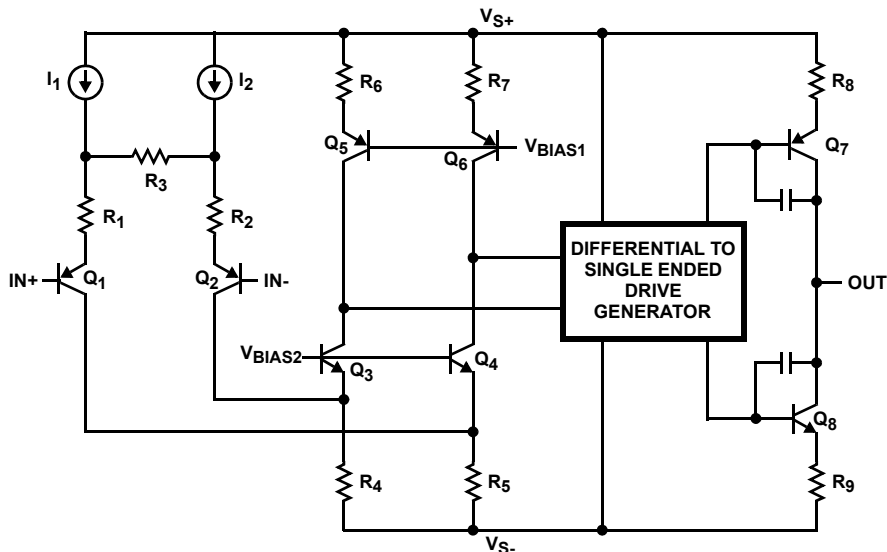 VS+
I1
I2
R6
R7
R8
Q5
Q6
VBIAS1
Q7
R3
R1
R2
DIFFERENTIAL TO
SINGLE ENDED
DRIVE
GENERATOR
IN+
Q1
Q2
IN-
OUT
VBIAS2
Q3
Q4
Q8
R4
R5
R9
VS-